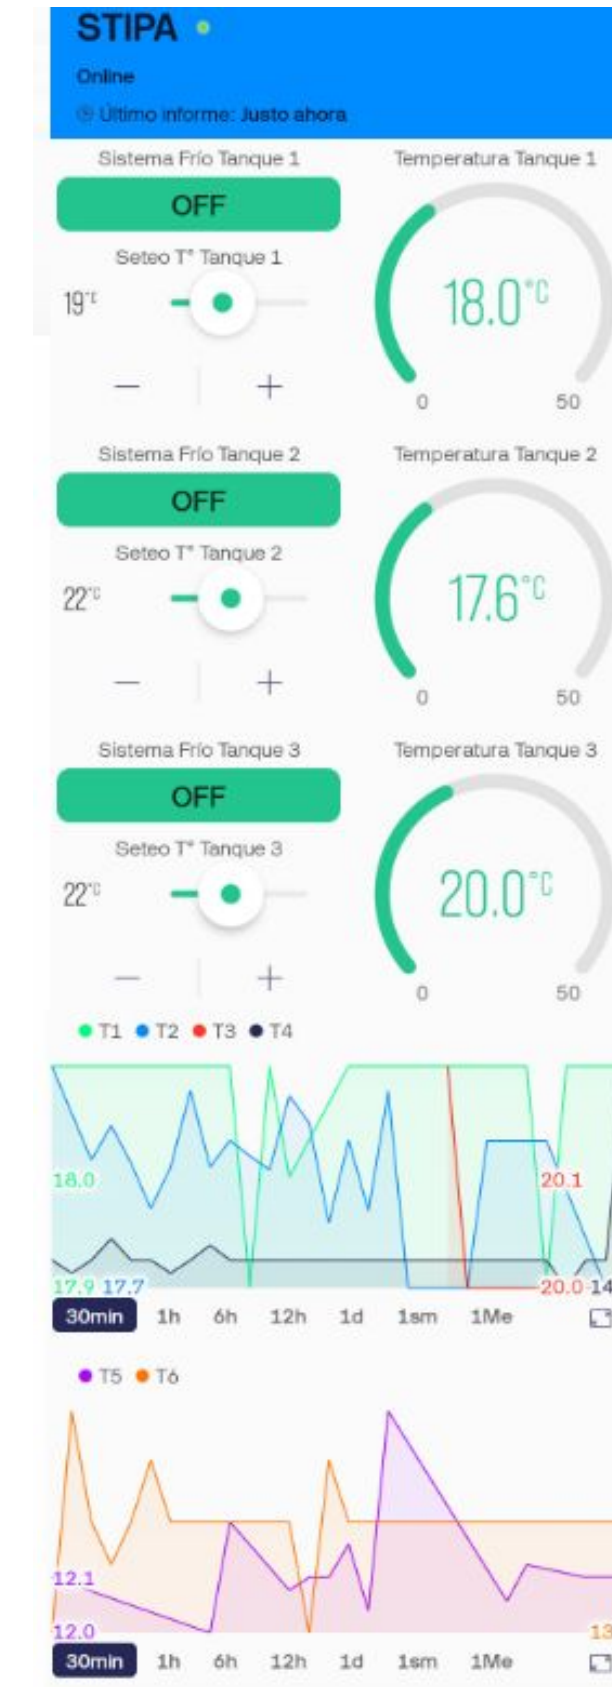 STIPA
Online
Último informe: Justo ahora
Sistema Frío Tanque 1
Temperatura Tanque 1
OFF
Seteo T° Tanque 1
19°C
18.0°C
− +
0 50
Sistema Frío Tanque 2
Temperatura Tanque 2
OFF
Seteo T° Tanque 2
22°C
17.6°C
− +
0 50
Sistema Frío Tanque 3
Temperatura Tanque 3
OFF
Seteo T° Tanque 3
22°C
20.0°C
− +
0 50
T1 T2 T3 T4
18.0 20.1
17.9 17.7 20.0 14
30min 1h 6h 12h 1d 1sm 1Me
T5 T6
12.1
12.0 13
30min 1h 6h 12h 1d 1sm 1Me